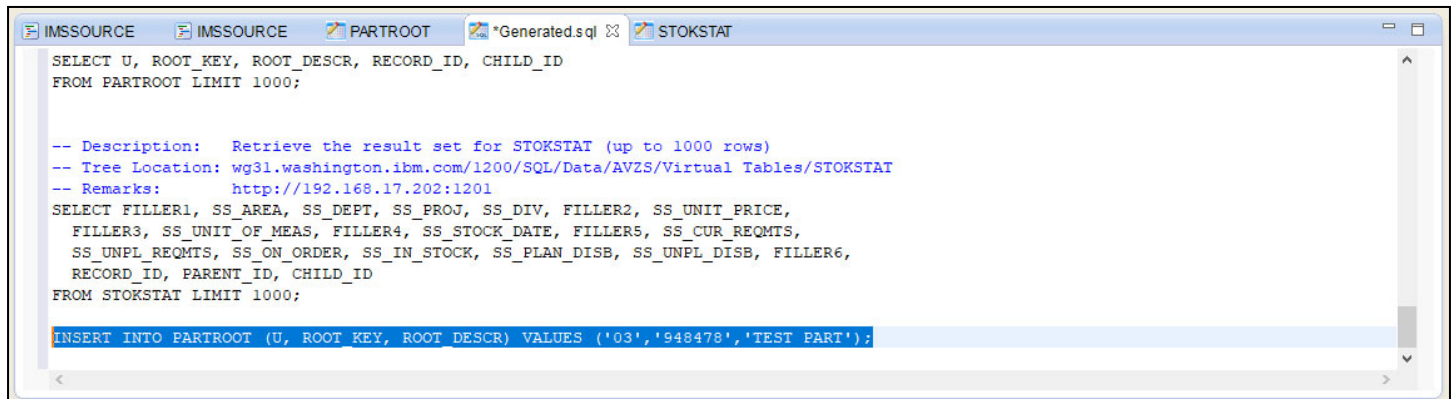 IMSSOURCE IMSSOURCE PARTROOT *Generated.sql STOKSTAT
SELECT U, ROOT_KEY, ROOT_DESCR, RECORD_ID, CHILD_ID
FROM PARTROOT LIMIT 1000;
-- Description: Retrieve the result set for STOKSTAT (up to 1000 rows)
-- Tree Location: wg31.washington.ibm.com/1200/SQL/Data/AVZS/Virtual Tables/STOKSTAT
-- Remarks: http://192.168.17.202:1201
SELECT FILLER1, SS_AREA, SS_DEPT, SS_PROJ, SS_DIV, FILLER2, SS_UNIT_PRICE,
FILLER3, SS_UNIT_OF_MEAS, FILLER4, SS_STOCK_DATE, FILLER5, SS_CUR_REQMTS,
SS_UNPL_REQMTS, SS_ON_ORDER, SS_IN_STOCK, SS_PLAN_DISB, SS_UNPL_DISB, FILLER6,
RECORD_ID, PARENT_ID, CHILD_ID
FROM STOKSTAT LIMIT 1000;
INSERT INTO PARTROOT (U, ROOT_KEY, ROOT_DESCR) VALUES ('03','948478','TEST PART');